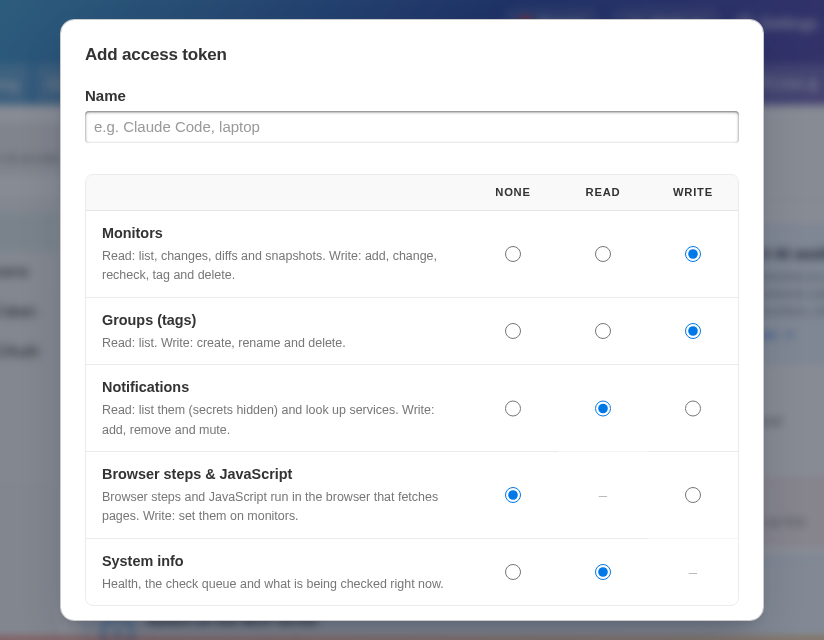 Add access token
Name
e.g. Claude Code, laptop
NONE READ WRITE
Monitors
Read: list, changes, diffs and snapshots. Write: add, change,
recheck, tag and delete.
Groups (tags)
Read: list. Write: create, rename and delete.
Notifications
Read: list them (secrets hidden) and look up services. Write:
add, remove and mute.
Browser steps & JavaScript
Browser steps and JavaScript run in the browser that fetches
pages. Write: set them on monitors.
–
System info
Health, the check queue and what is being checked right now.
–